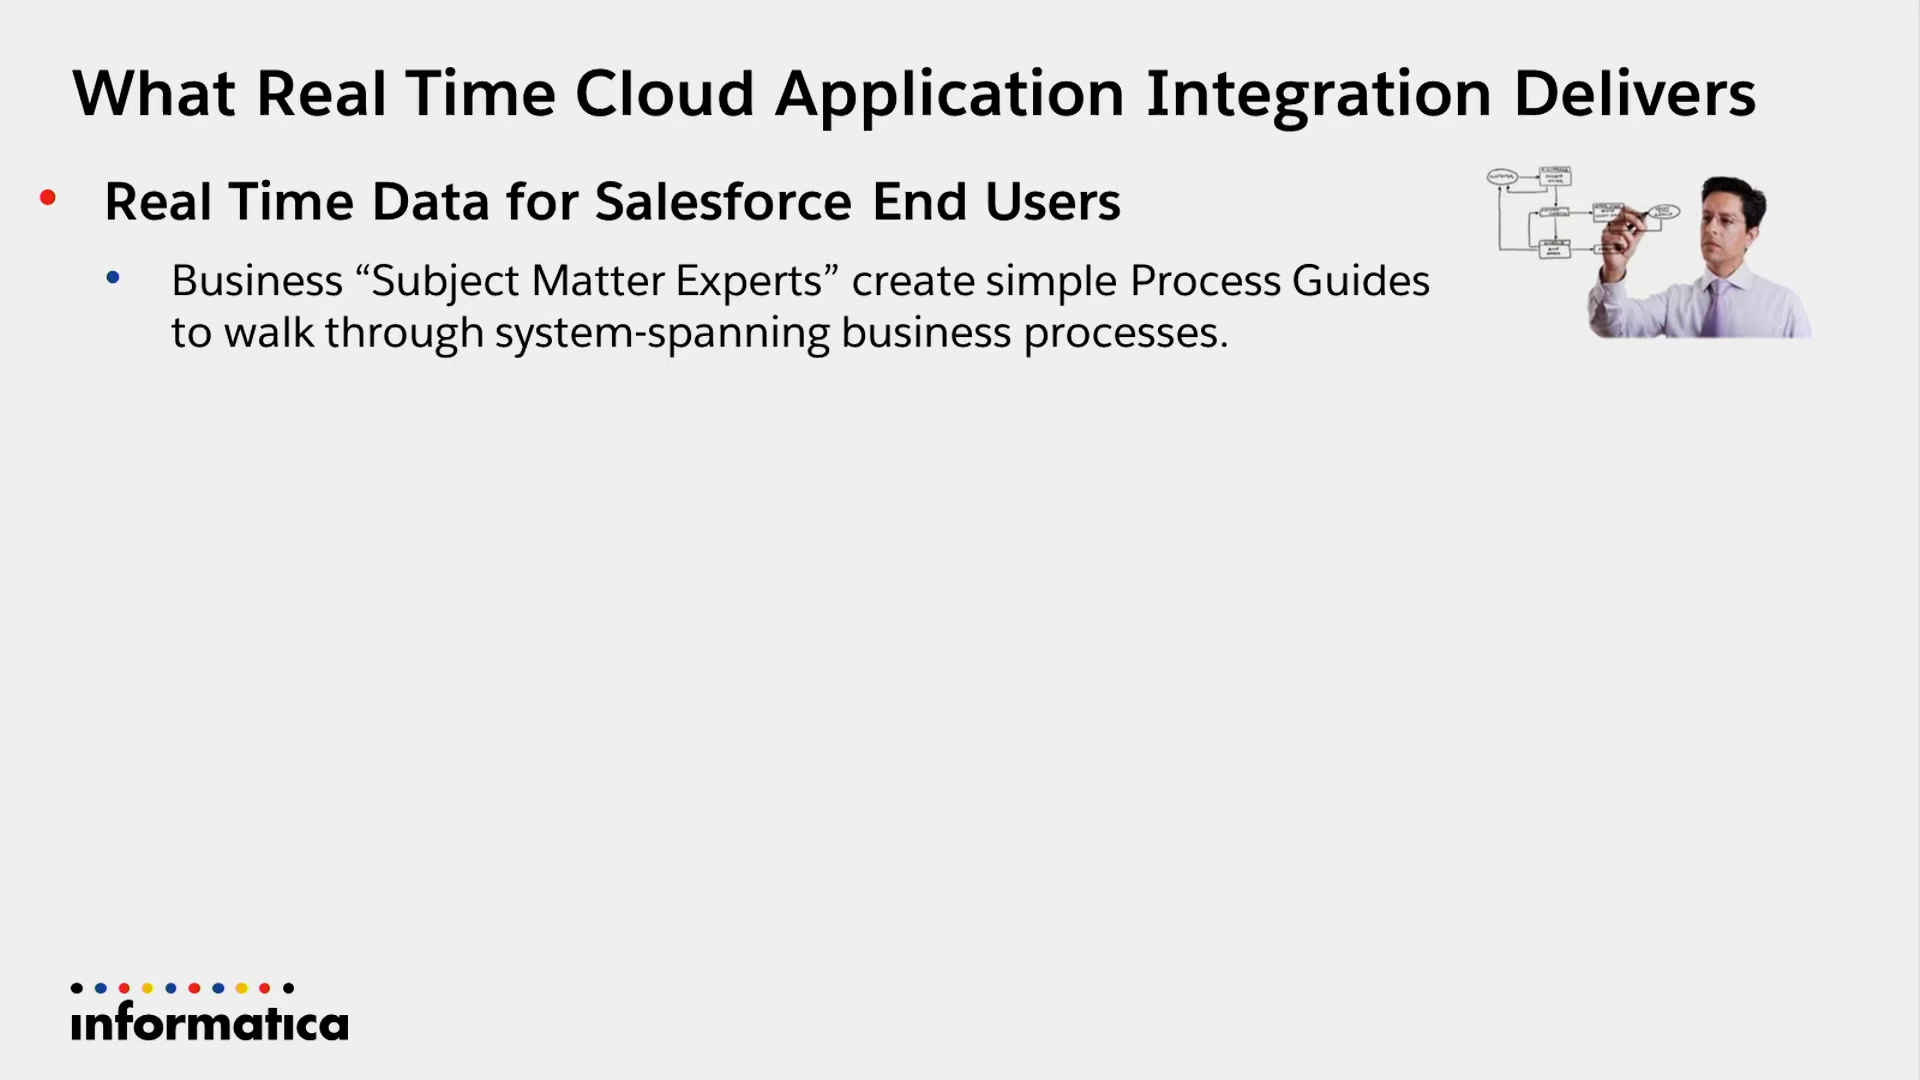 What Real Time Cloud Application Integration Delivers
• Real Time Data for Salesforce End Users
• Business “Subject Matter Experts” create simple Process Guides
to walk through system-spanning business processes.
informatica